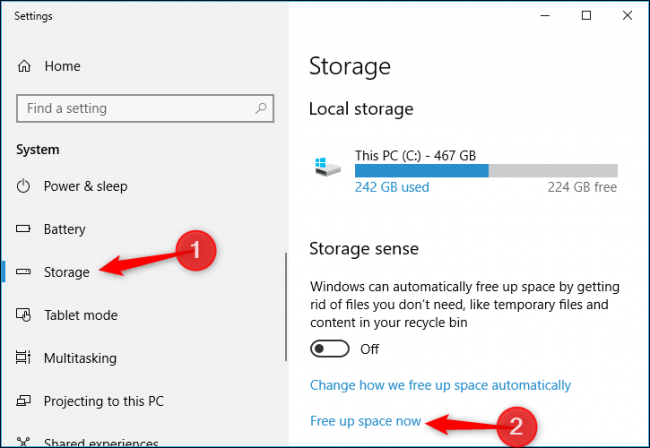 Settings
Home
Find a setting
System
Power & sleep
Battery
Storage
Tablet mode
Multitasking
Projecting to this PC
Shared experiences
1
Storage
Local storage
This PC (C:) - 467 GB
242 GB used
224 GB free
Storage sense
Windows can automatically free up space by getting
rid of files you don't need, like temporary files and
content in your recycle bin
Off
Change how we free up space automatically
Free up space now
2